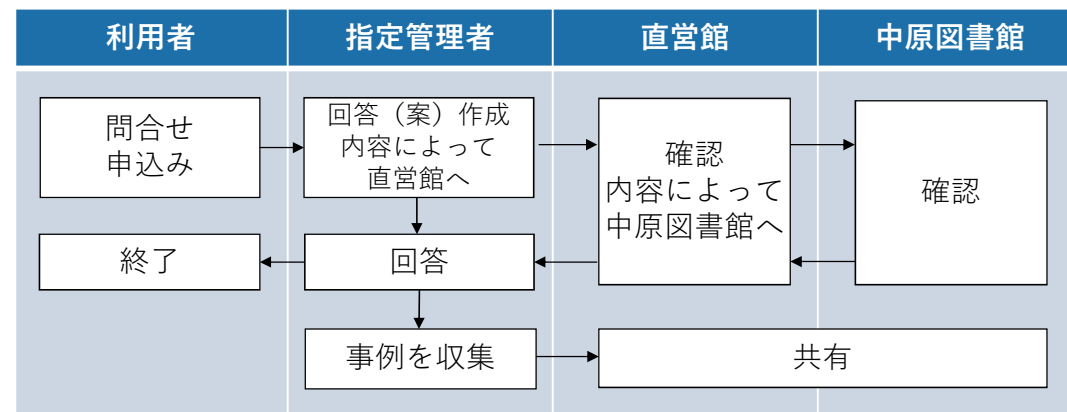 利用者
指定管理者
直営館
中原図書館
問合せ
申込み
回答（案）作成
内容によって
直営館へ
確認
内容によって
中原図書館へ
確認
終了
回答
事例を収集
共有